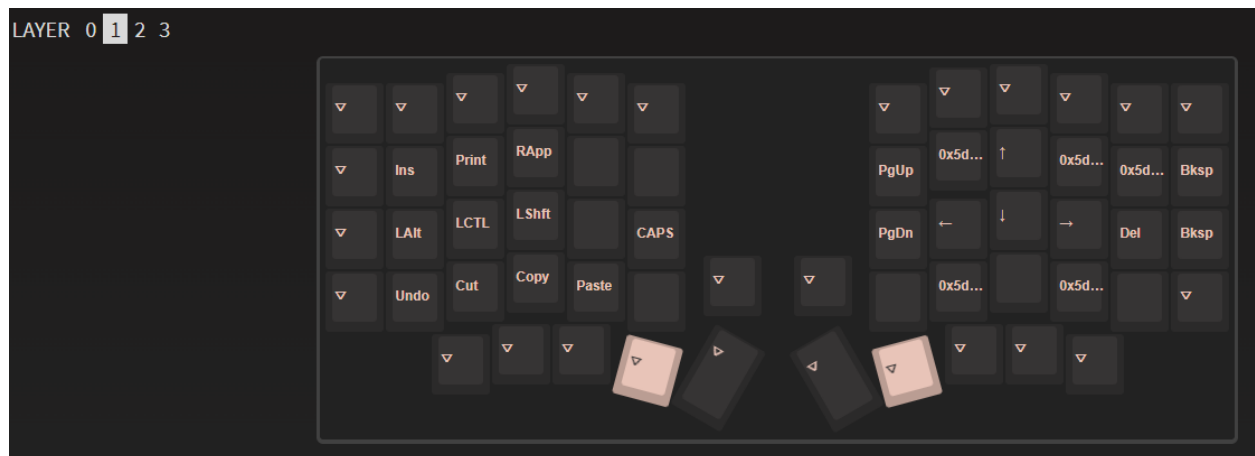 LAYER 0 1 2 3
▽ ▽ ▽ ▽ ▽ ▽ ▽ ▽ ▽ ▽ ▽ ▽
▽ Ins Print RApp PgUp 0x5d... ↑ 0x5d... 0x5d... Bksp
▽ LAlt LCTL LShft CAPS PgDn ← ↓ → Del Bksp
▽ Undo Cut Copy Paste ▽ ▽ 0x5d... 0x5d... ▽
▽ ▽ ▽ ▽ ▽ ▽ ▽ ▽ ▽ ▽